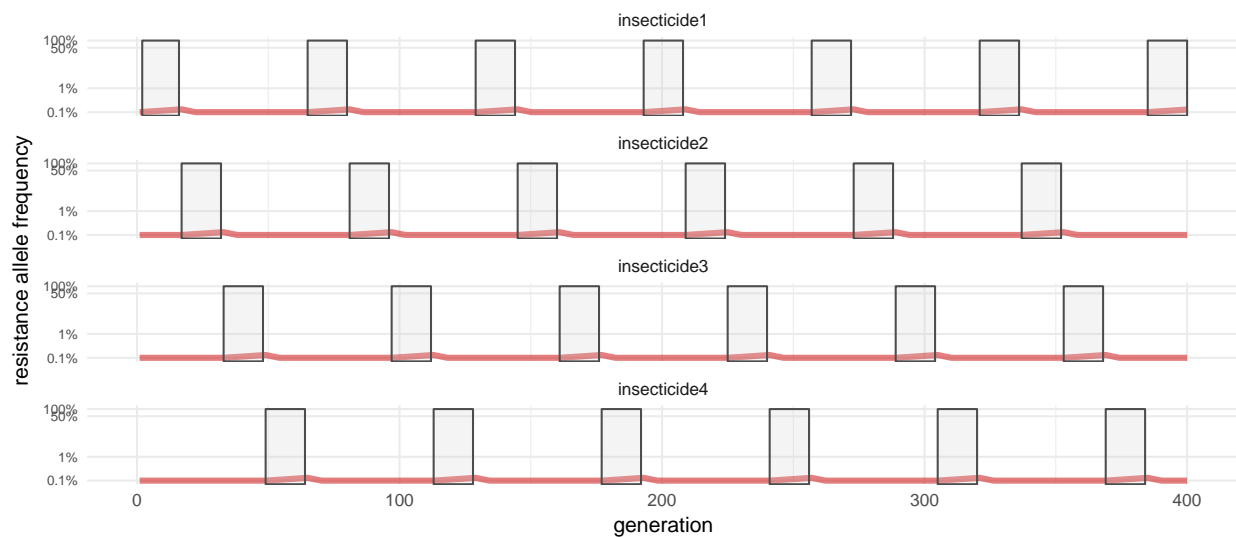 insecticide1
100%
50%
1%
0.1%
insecticide2
100%
50%
1%
0.1%
insecticide3
100%
50%
1%
0.1%
insecticide4
100%
50%
1%
0.1%
0 100 200 300 400
generation
resistance allele frequency